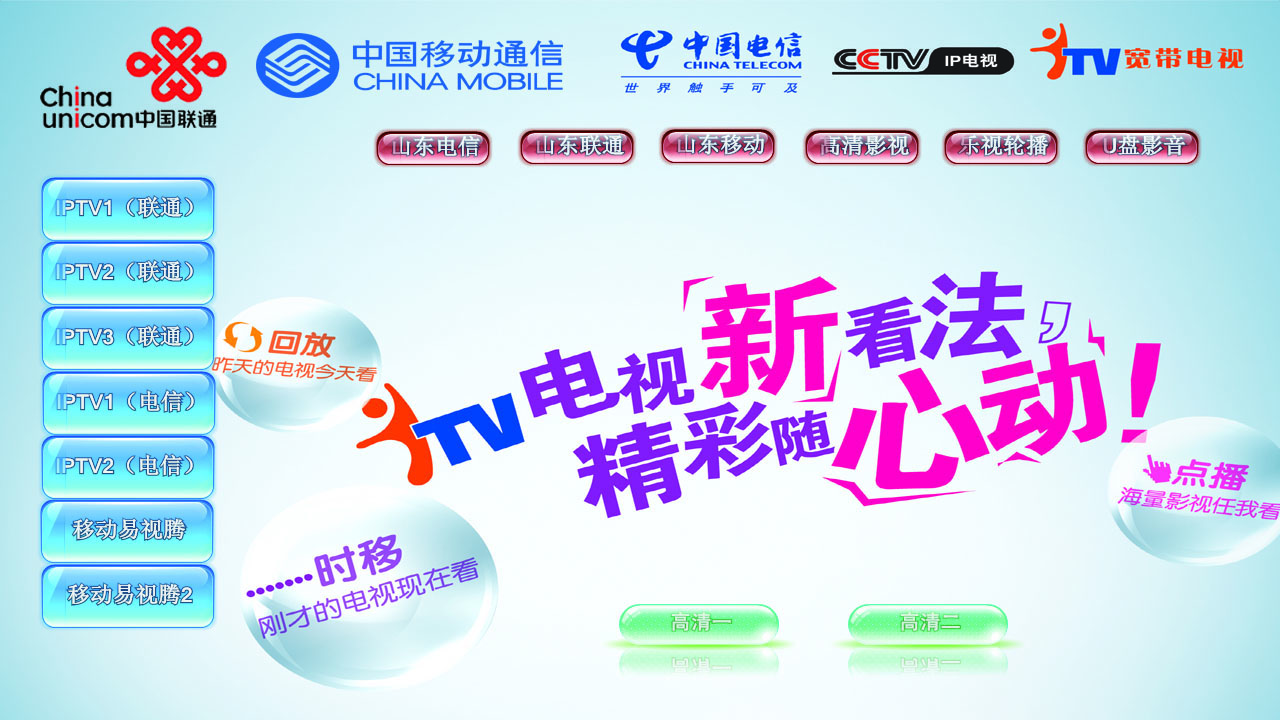 China
unicom中国联通
中国移动通信
CHINA MOBILE
中国电信
CHINA TELECOM
世界触手可及
CCTV IP电视
iTV 宽带电视
山东电信
山东联通
山东移动
高清影视
乐视轮播
U盘影音
IPTV1（联通）
IPTV2（联通）
IPTV3（联通）
IPTV1（电信）
IPTV2（电信）
移动易视腾
移动易视腾2
回放
昨天的电视今天看
iTV电视「新看法，
精彩随心动！
点播
海量影视任我看
·······时移
刚才的电视现在看
高清一
高清二